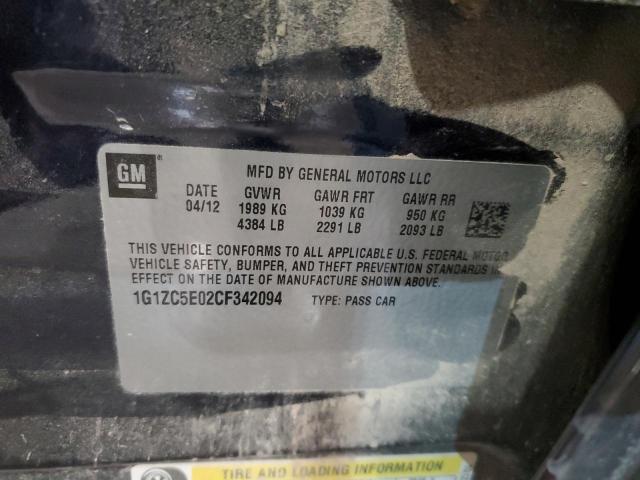 GM
MFD BY GENERAL MOTORS LLC
DATE GVWR GAWR FRT GAWR RR
04/12 1989 KG 1039 KG 950 KG
4384 LB 2291 LB 2093 LB
THIS VEHICLE CONFORMS TO ALL APPLICABLE U.S. FEDERAL MOTOR
VEHICLE SAFETY, BUMPER, AND THEFT PREVENTION STANDARDS IN
EFFECT ON THE DATE OF MANUFACTURE SHOWN ABOVE.
1G1ZC5E02CF342094 TYPE: PASS CAR
TIRE AND LOADING INFORMATION